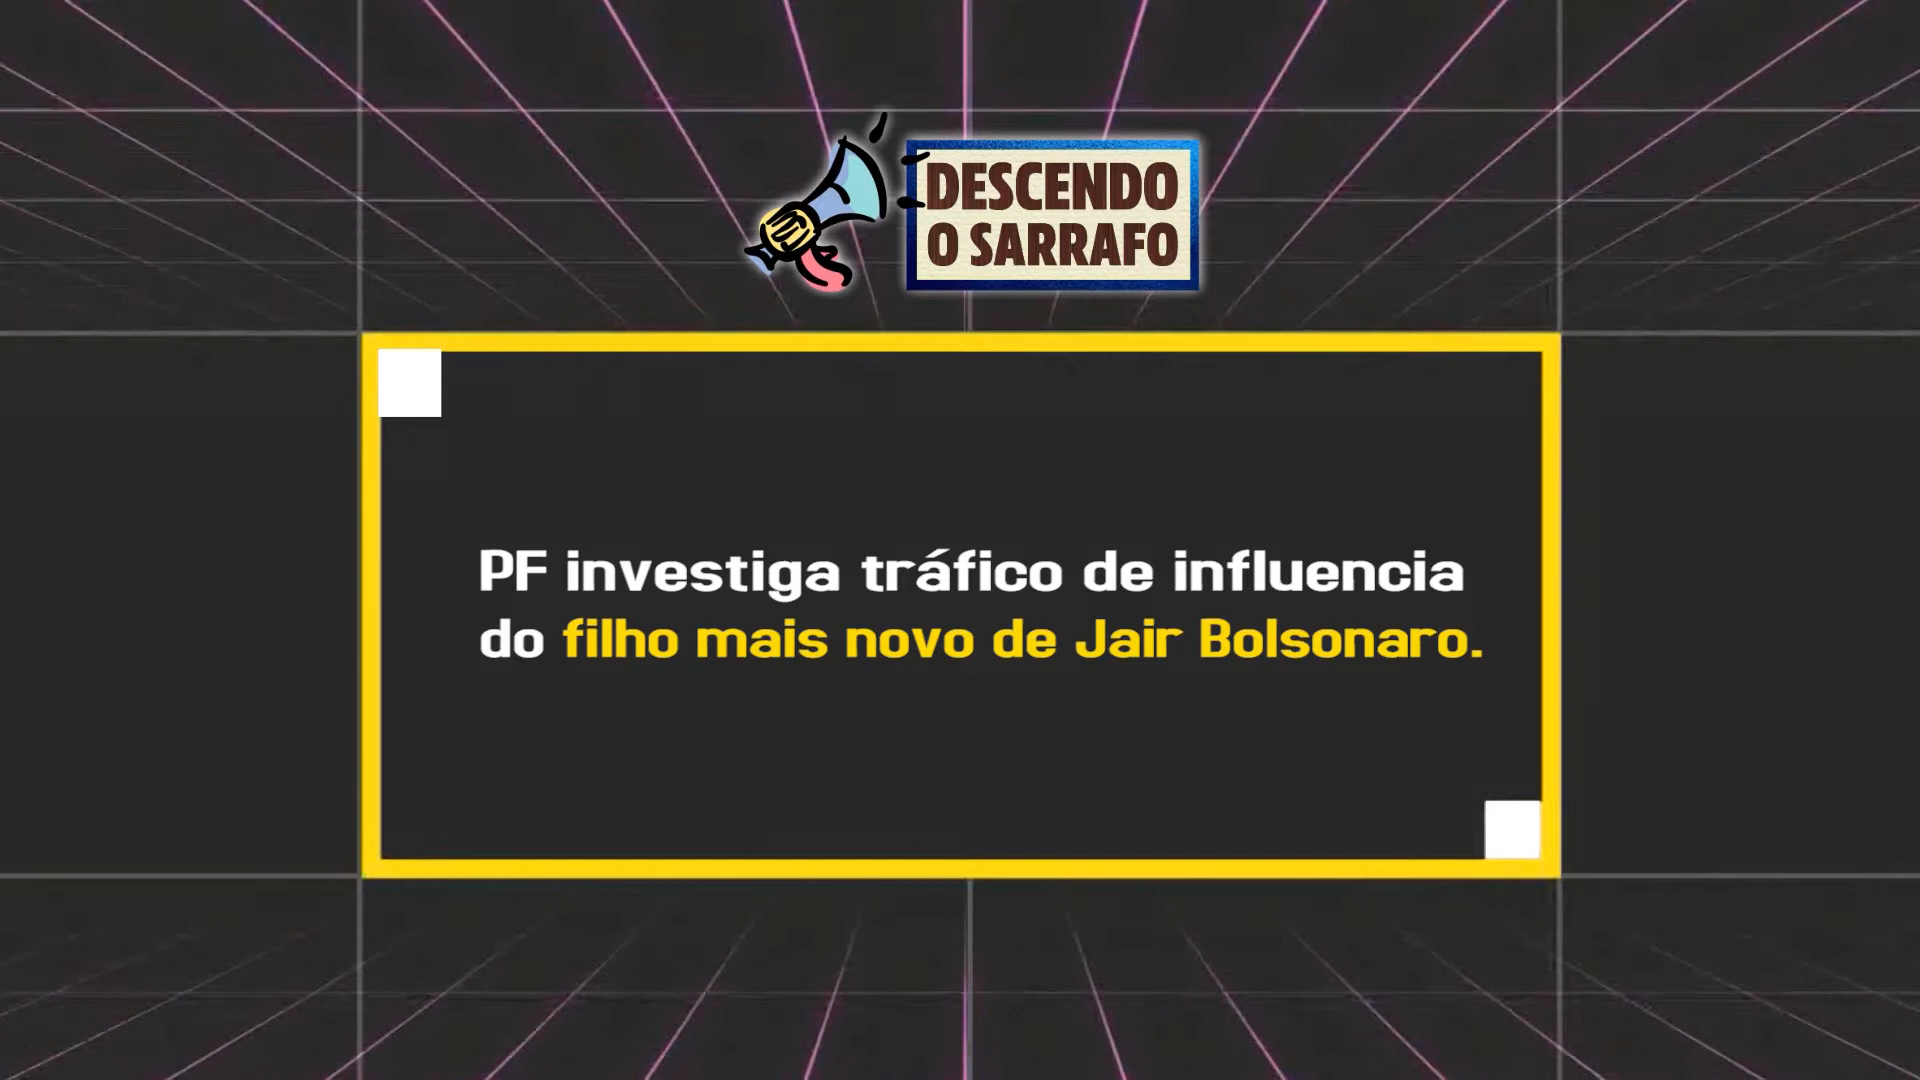 DESCENDO
O SARRAFO
PF investiga tráfico de influencia
do filho mais novo de Jair Bolsonaro.